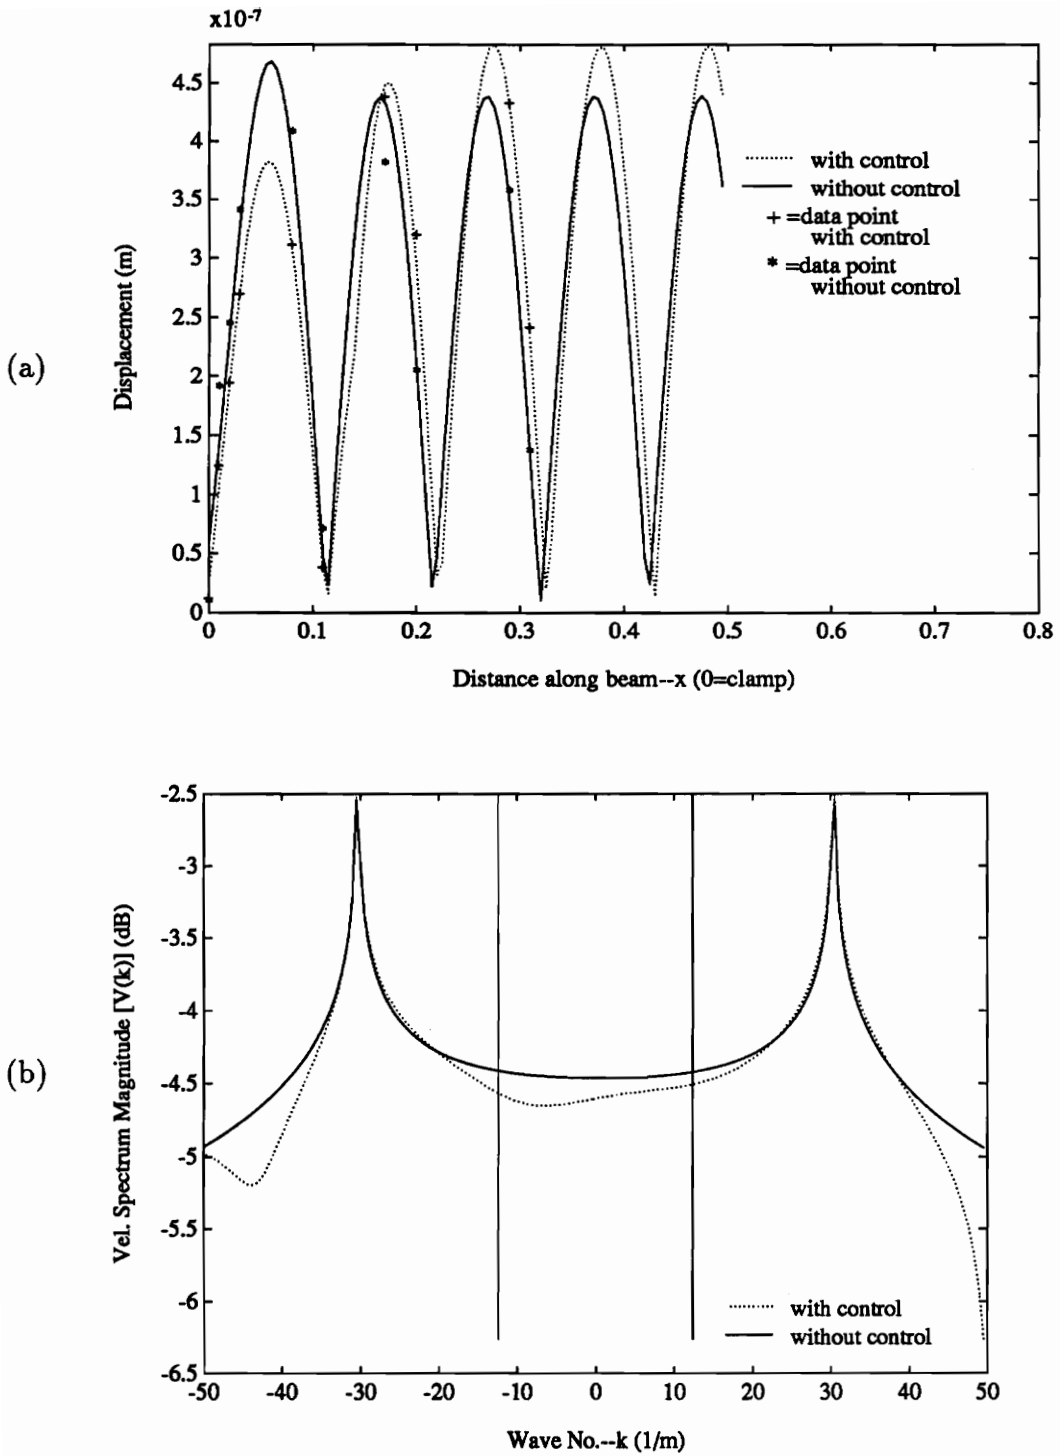 x10-7
4.5
4
3.5
3
2.5
2
1.5
1
0.5
0
Displacement (m)
(a)
with control
without control
+ =data point
with control
* =data point
without control
0 0.1 0.2 0.3 0.4 0.5 0.6 0.7 0.8
Distance along beam--x (0=clamp)
-2.5
-3
-3.5
-4
-4.5
-5
-5.5
-6
-6.5
Vel. Spectrum Magnitude [V(k)] (dB)
(b)
with control
without control
-50 -40 -30 -20 -10 0 10 20 30 40 50
Wave No.--k (1/m)